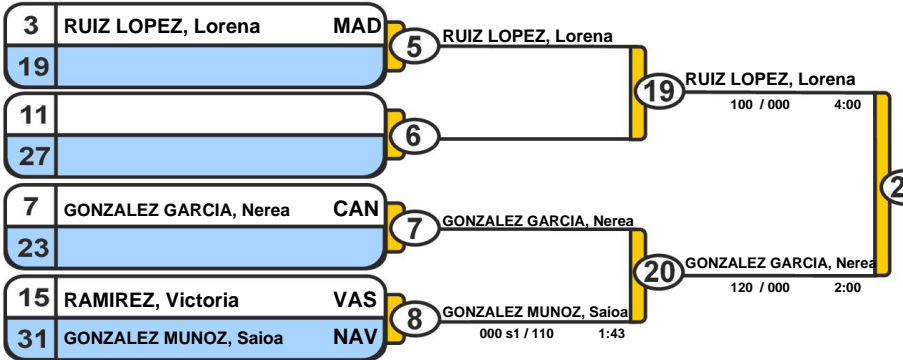 3 RUIZ LOPEZ, Lorena MAD
19
5
RUIZ LOPEZ, Lorena
11
27
6
19
RUIZ LOPEZ, Lorena
100 / 000 4:00
7 GONZALEZ GARCIA, Nerea CAN
23
7
GONZALEZ GARCIA, Nerea
15 RAMIREZ, Victoria VAS
31 GONZALEZ MUNOZ, Saioa NAV
8
GONZALEZ MUNOZ, Saioa
000 s1 / 110 1:43
20
GONZALEZ GARCIA, Nerea
120 / 000 2:00